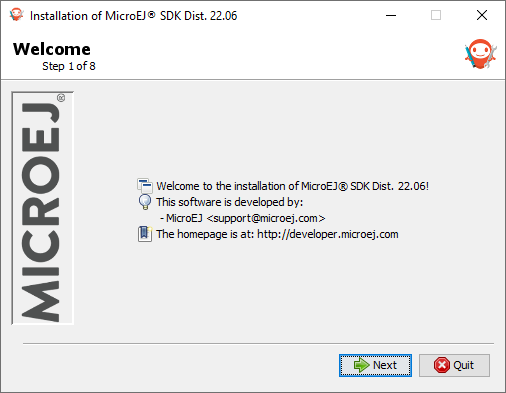 Installation of MicroEJ® SDK Dist. 22.06
Welcome
Step 1 of 8
MICROEJ®
Welcome to the installation of MicroEJ® SDK Dist. 22.06!
This software is developed by:
- MicroEJ <support@microej.com>
The homepage is at: http://developer.microej.com
Next
Quit